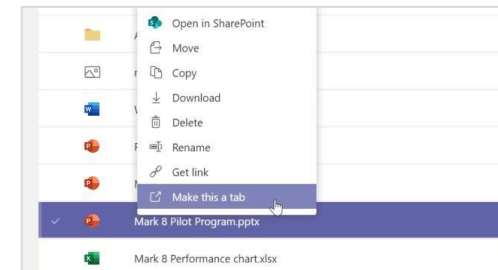 Open in SharePoint
Move
Copy
Download
Delete
Rename
Get link
Make this a tab
Mark 8 Pilot Program.pptx
Mark 8 Performance chart.xlsx